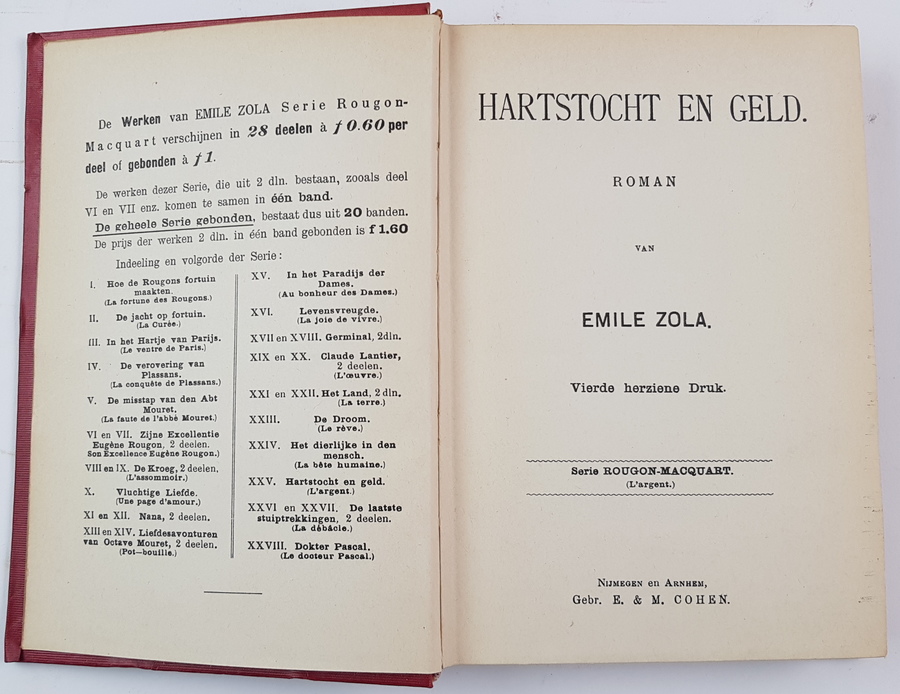 De Werken van EMILE ZOLA Serie Rougon-
Macquart verschijnen in 28 deelen à ƒ 0.60 per
deel of gebonden à ƒ 1.
De werken dezer Serie, die uit 2 dln. bestaan, zooals deel
VI en VII enz. komen te samen in één band.
De geheele Serie gebonden, bestaat dus uit 20 banden.
De prijs der werken 2 dln. in één band gebonden is f 1.60
Indeeling en volgorde der Serie:
I. Hoe de Rougons fortuin
maakten.
(La fortune des Rougons.)
II. De jacht op fortuin.
(La Curée.)
III. In het Hartje van Parijs.
(Le ventre de Paris.)
IV. De verovering van
Plassans.
(La conquête de Plassans.)
V. De misstap van den Abt
Mouret.
(La faute de l'abbé Mouret.)
VI en VII. Zijne Excellentie
Eugène Rougon, 2 deelen.
Son Excellence Eugène Rougon.)
VIII en IX. De Kroeg, 2 deelen.
(L'assommoir.)
X. Vluchtige Liefde.
(Une page d'amour.)
XI en XII. Nana, 2 deelen.
XIII en XIV. Liefdesavonturen
van Octave Mouret, 2 deelen.
(Pot-bouille.)
XV. In het Paradijs der
Dames.
(Au bonheur des Dames.)
XVI. Levensvreugde.
(La joie de vivre.)
XVII en XVIII. Germinal, 2dln.
XIX en XX. Claude Lantier,
2 deelen.
(L'œuvre.)
XXI en XXII. Het Land, 2 dln.
(La terre.)
XXIII. De Droom.
(Le rêve.)
XXIV. Het dierlijke in den
mensch.
(La bête humaine.)
XXV. Hartstocht en geld.
(L'argent.)
XXVI en XXVII. De laatste
stuiptrekkingen, 2 deelen.
(La débâcle.)
XXVIII. Dokter Pascal.
(Le docteur Pascal.)
HARTSTOCHT EN GELD.
ROMAN
VAN
EMILE ZOLA.
Vierde herziene Druk.
Serie ROUGON-MACQUART.
(L'argent.)
NIJMEGEN en ARNHEM,
Gebr. E. & M. COHEN.